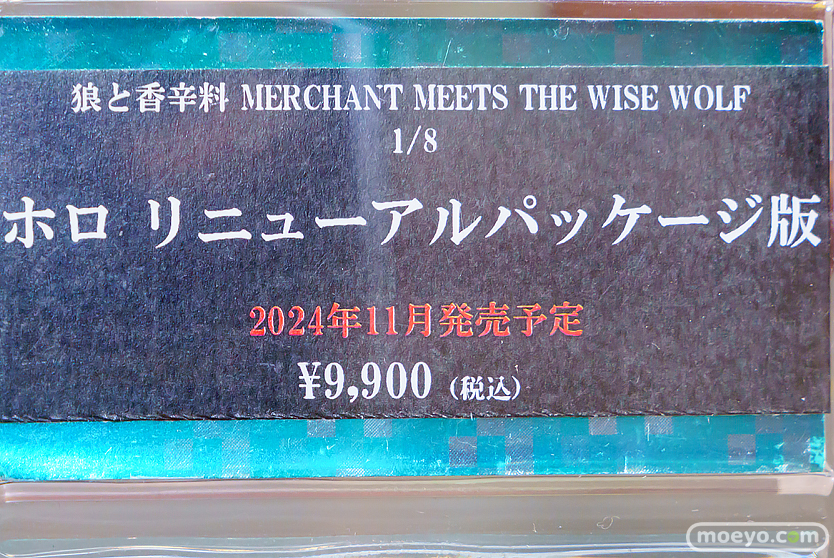 狼と香辛料 MERCHANT MEETS THE WISE WOLF
1/8
ホロ リニューアルパッケージ版
2024年11月発売予定
¥9,900（税込）
moeyo.com